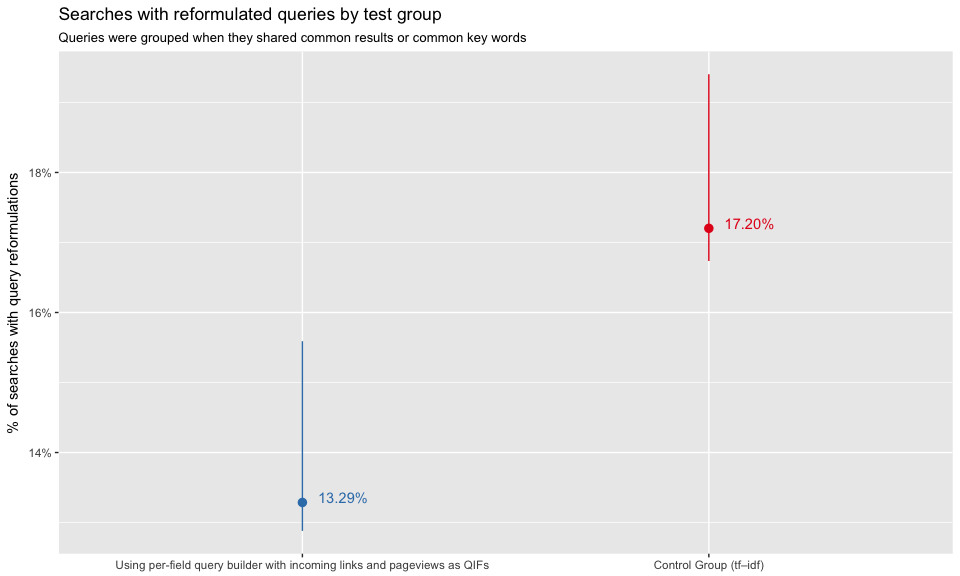 Searches with reformulated queries by test group
Queries were grouped when they shared common results or common key words
% of searches with query reformulations
18%
16%
14%
17.20%
13.29%
Using per-field query builder with incoming links and pageviews as QIFs
Control Group (tf–idf)